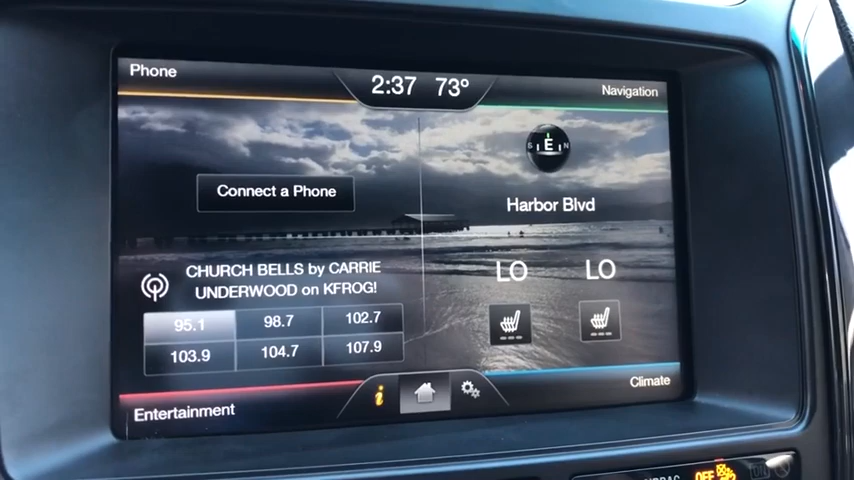 Phone
2:37 73°
Navigation
S E N
Connect a Phone
Harbor Blvd
CHURCH BELLS by CARRIE
UNDERWOOD on KFROG!
LO LO
95.1 98.7 102.7
103.9 104.7 107.9
Entertainment
i
Climate
OFF